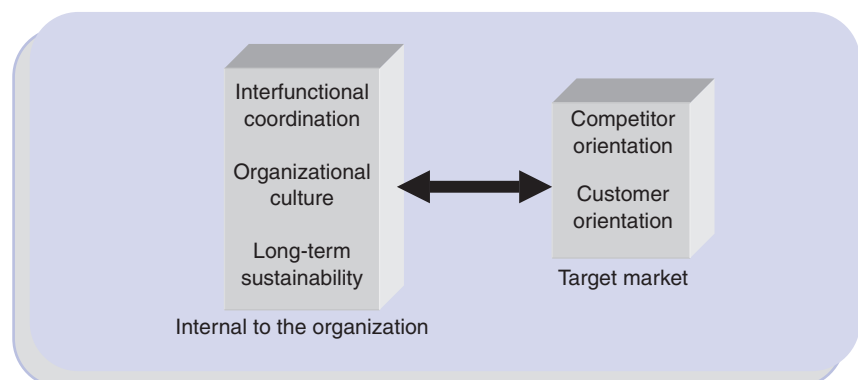 Interfunctional
coordination
Organizational
culture
Long-term
sustainability
Internal to the organization
Competitor
orientation
Customer
orientation
Target market